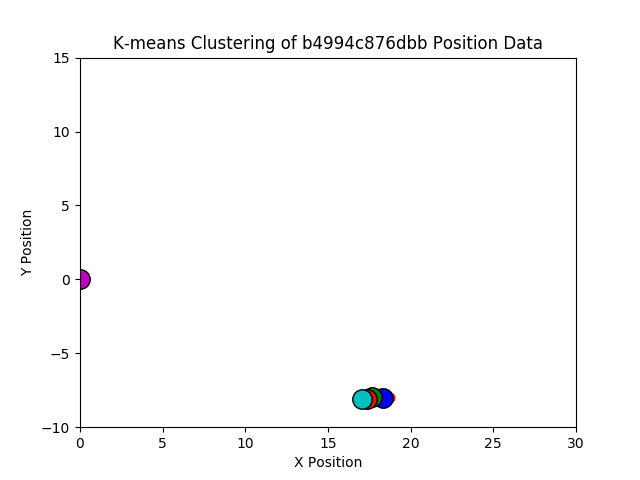 K-means Clustering of b4994c876dbb Position Data
15
10
5
0
−5
−10
Y Position
0 5 10 15 20 25 30
X Position